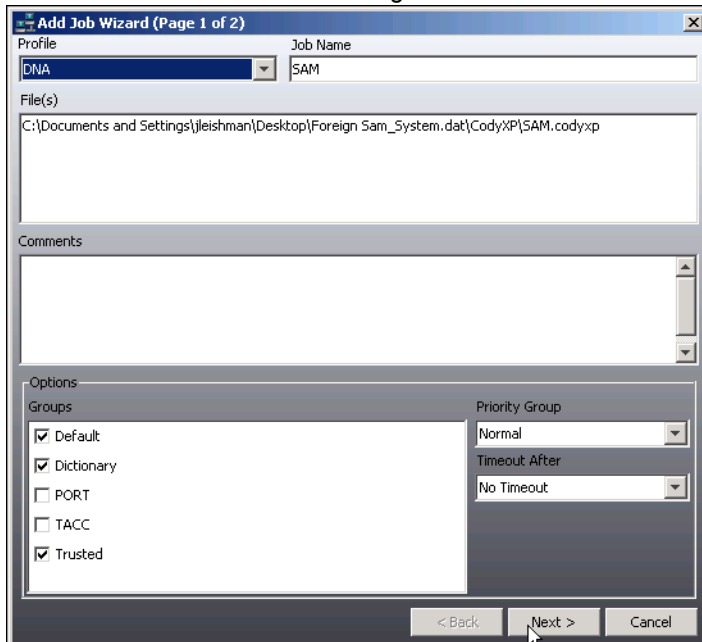 Add Job Wizard (Page 1 of 2)
Profile
Job Name
DNA
SAM
File(s)
C:\Documents and Settings\jleishman\Desktop\Foreign Sam_System.dat\CodyXP\SAM.codyxp
Comments
Options
Groups
Priority Group
Default
Normal
Dictionary
Timeout After
PORT
No Timeout
TACC
Trusted
< Back
Next >
Cancel